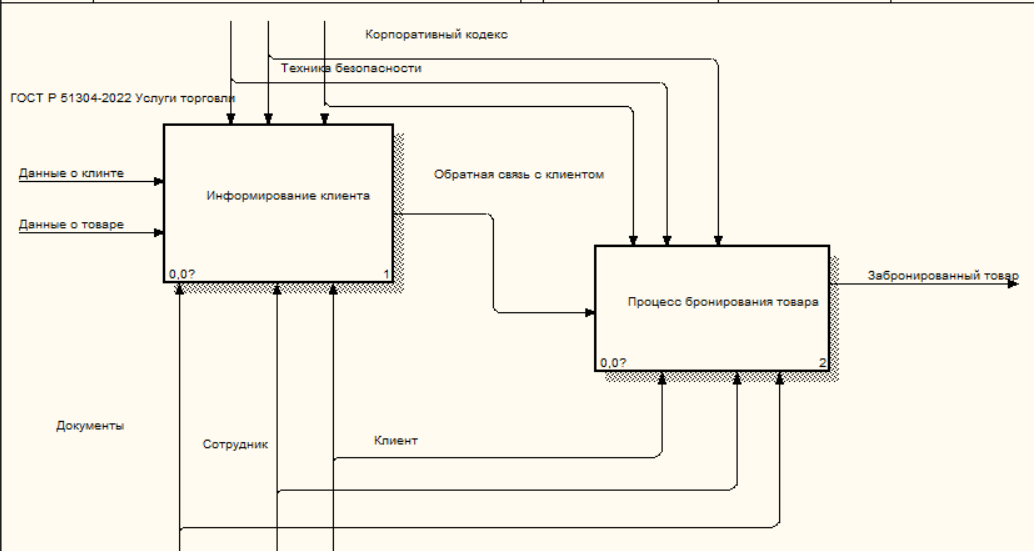 Корпоративный кодекс
Техника безопасности
ГОСТ Р 51304-2022 Услуги торговли
Данные о клинте
Обратная связь с клиентом
Информирование клиента
Данные о товаре
0,0? 1
Забронированный товар
Процесс бронирования товара
0,0? 2
Документы
Сотрудник
Клиент